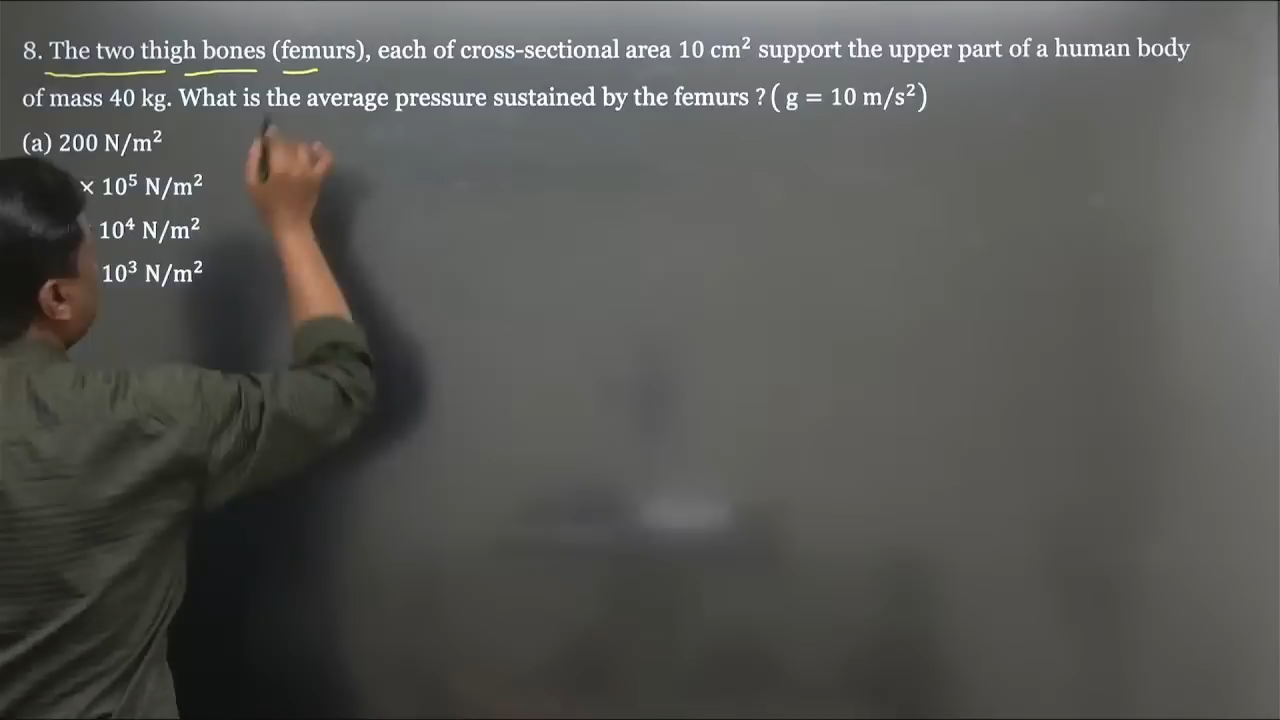 8. The two thigh bones (femurs), each of cross-sectional area 10 cm² support the upper part of a human body
of mass 40 kg. What is the average pressure sustained by the femurs ? ( g = 10 m/s² )
(a) 200 N/m²
× 10⁵ N/m²
10⁴ N/m²
10³ N/m²